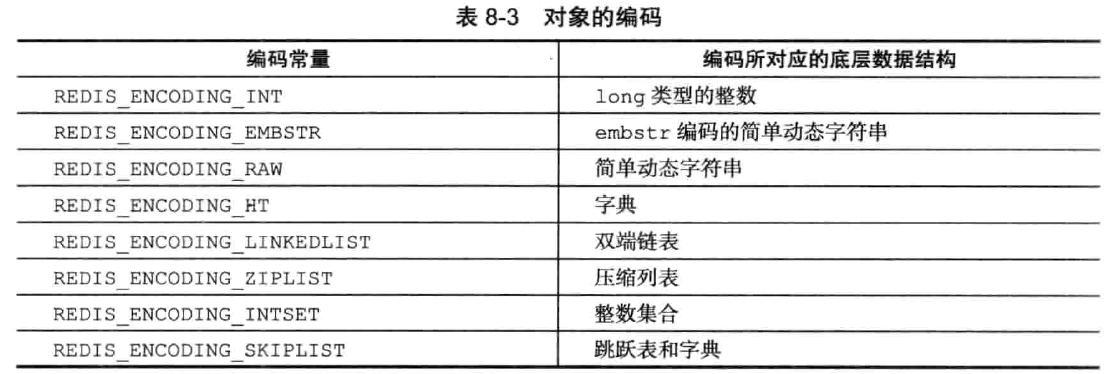 表 8-3 对象的编码
编码常量 编码所对应的底层数据结构
REDIS_ENCODING_INT long 类型的整数
REDIS_ENCODING_EMBSTR embstr 编码的简单动态字符串
REDIS_ENCODING_RAW 简单动态字符串
REDIS_ENCODING_HT 字典
REDIS_ENCODING_LINKEDLIST 双端链表
REDIS_ENCODING_ZIPLIST 压缩列表
REDIS_ENCODING_INTSET 整数集合
REDIS_ENCODING_SKIPLIST 跳跃表和字典